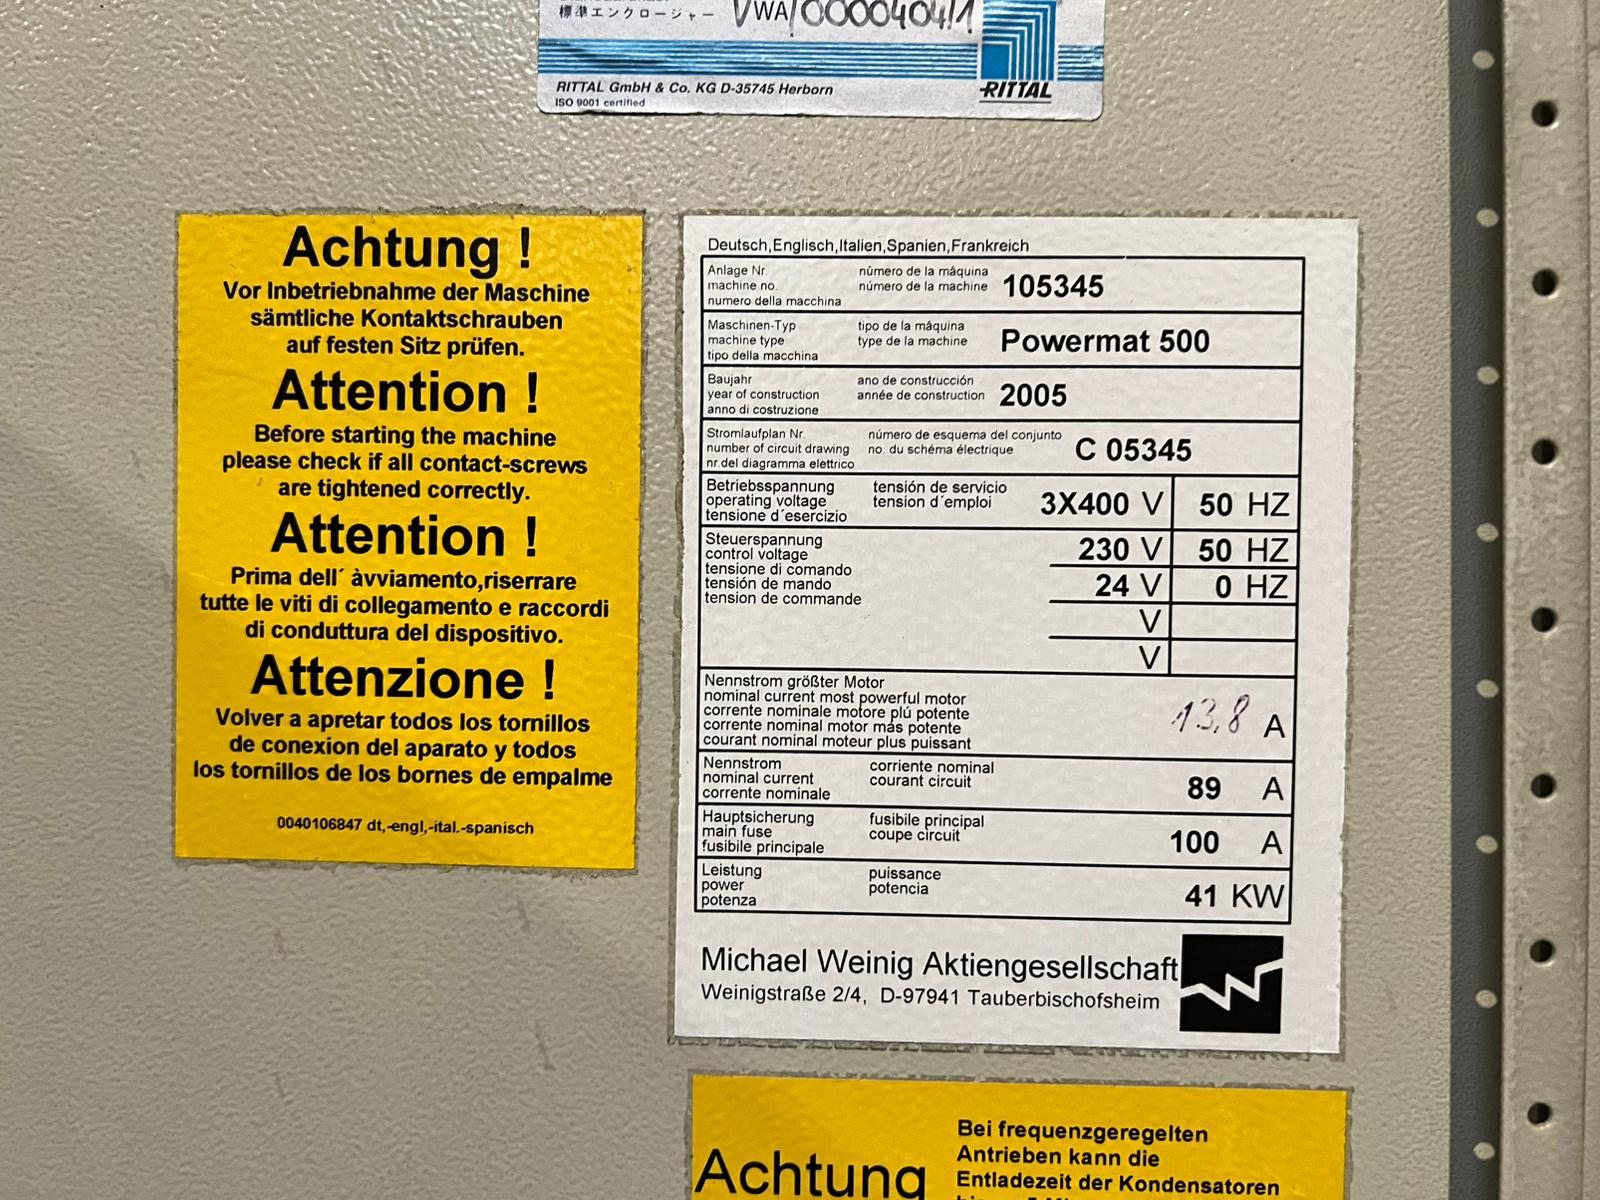 標準エンクロージャー VWA/0000404/1
RITTAL GmbH & Co. KG D-35745 Herborn
ISO 9001 certified
RITTAL
Achtung !
Vor Inbetriebnahme der Maschine
sämtliche Kontaktschrauben
auf festen Sitz prüfen.
Attention !
Before starting the machine
please check if all contact-screws
are tightened correctly.
Attention !
Prima dell´ àvviamento,riserrare
tutte le viti di collegamento e raccordi
di conduttura del dispositivo.
Attenzione !
Volver a apretar todos los tornillos
de conexion del aparato y todos
los tornillos de los bornes de empalme
0040106847 dt,-engl,-ital.-spanisch
Deutsch,Englisch,Italien,Spanien,Frankreich
Anlage Nr. número de la máquina
machine no. número de la machine 105345
numero della macchina
Maschinen-Typ tipo de la máquina
machine type type de la machine Powermat 500
tipo della macchina
Baujahr ano de construcción
year of construction année de construction 2005
anno di costruzione
Stromlaufplan Nr. número de esquema del conjunto
number of circuit drawing no. du schéma électrique C 05345
nr.del diagramma elettrico
Betriebsspannung tensión de servicio
operating voltage tension d´emploi 3X400 V 50 HZ
tensione d´esercizio
Steuerspannung
control voltage 230 V 50 HZ
tensione di comando
tensión de mando 24 V 0 HZ
tension de commande
V
V
Nennstrom größter Motor
nominal current most powerful motor
corrente nominale motore plú potente
corrente nominal motor más potente 13,8 A
courant nominal moteur plus puissant
Nennstrom corriente nominal
nominal current courant circuit 89 A
corrente nominale
Hauptsicherung fusibile principal
main fuse coupe circuit 100 A
fusibile principale
Leistung puissance
power potencia 41 KW
potenza
Michael Weinig Aktiengesellschaft
Weinigstraße 2/4, D-97941 Tauberbischofsheim
Achtung
Bei frequenzgeregelten
Antrieben kann die
Entladezeit der Kondensatoren